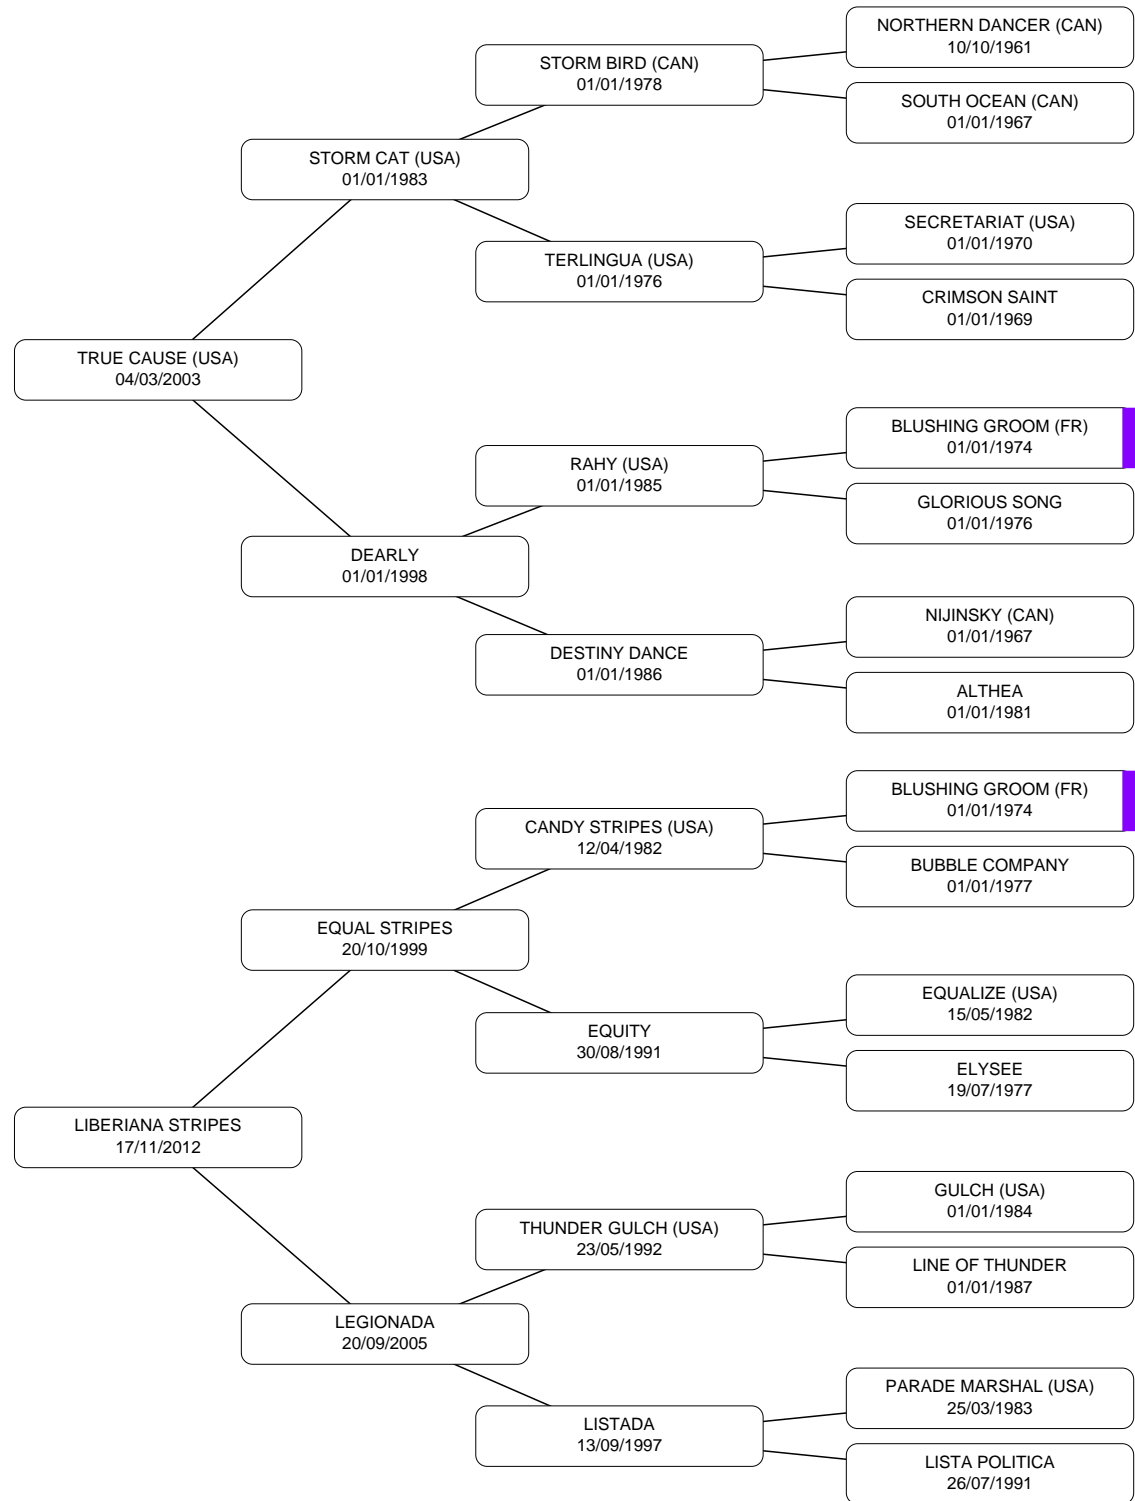 NORTHERN DANCER (CAN)
10/10/1961
STORM BIRD (CAN)
01/01/1978
SOUTH OCEAN (CAN)
01/01/1967
STORM CAT (USA)
01/01/1983
SECRETARIAT (USA)
01/01/1970
TERLINGUA (USA)
01/01/1976
CRIMSON SAINT
01/01/1969
TRUE CAUSE (USA)
04/03/2003
BLUSHING GROOM (FR)
01/01/1974
RAHY (USA)
01/01/1985
GLORIOUS SONG
01/01/1976
DEARLY
01/01/1998
NIJINSKY (CAN)
01/01/1967
DESTINY DANCE
01/01/1986
ALTHEA
01/01/1981
BLUSHING GROOM (FR)
01/01/1974
CANDY STRIPES (USA)
12/04/1982
BUBBLE COMPANY
01/01/1977
EQUAL STRIPES
20/10/1999
EQUALIZE (USA)
15/05/1982
EQUITY
30/08/1991
ELYSEE
19/07/1977
LIBERIANA STRIPES
17/11/2012
GULCH (USA)
01/01/1984
THUNDER GULCH (USA)
23/05/1992
LINE OF THUNDER
01/01/1987
LEGIONADA
20/09/2005
PARADE MARSHAL (USA)
25/03/1983
LISTADA
13/09/1997
LISTA POLITICA
26/07/1991